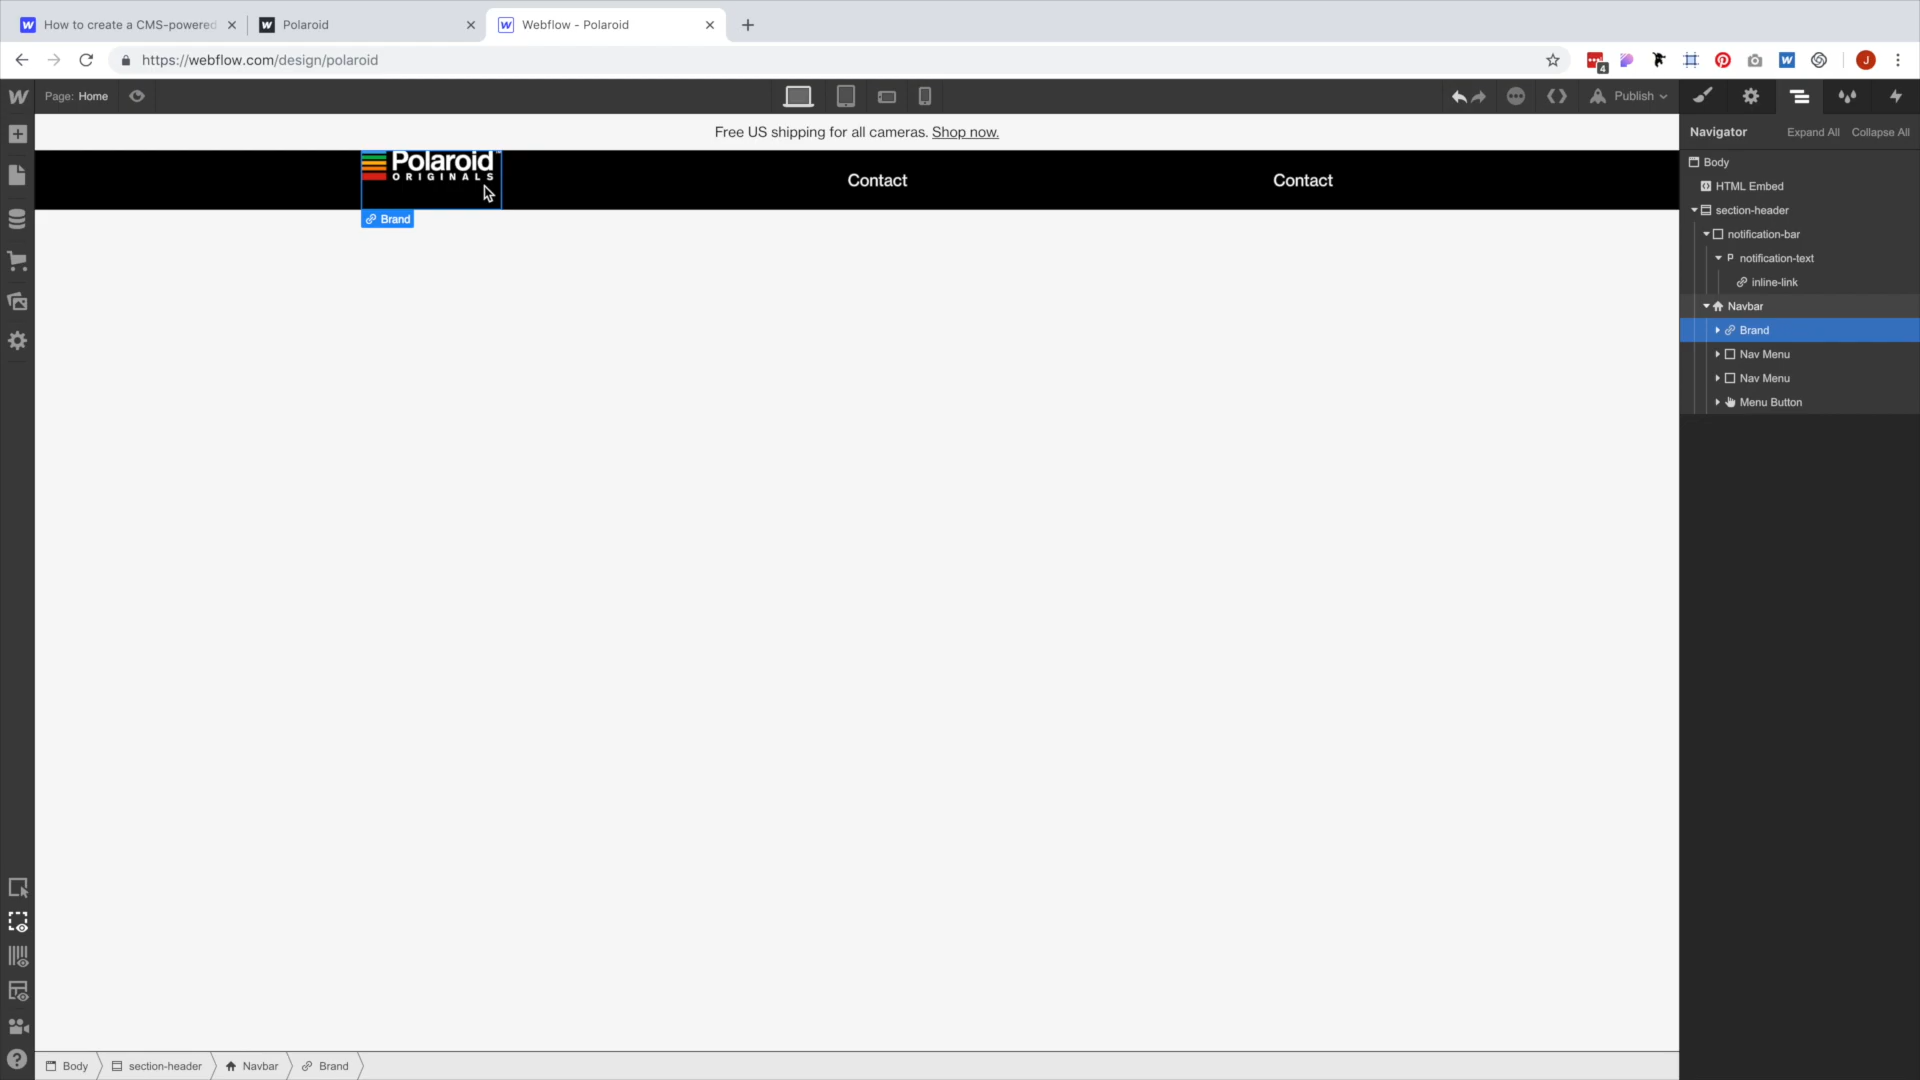 How to create a CMS-powered
Polaroid
Webflow - Polaroid
https://webflow.com/design/polaroid
4
J
Page: Home
Publish
Free US shipping for all cameras. Shop now.
Polaroid
ORIGINALS
Contact
Contact
Brand
Navigator
Expand All
Collapse All
Body
HTML Embed
section-header
notification-bar
P notification-text
inline-link
Navbar
Brand
Nav Menu
Nav Menu
Menu Button
Body
section-header
Navbar
Brand